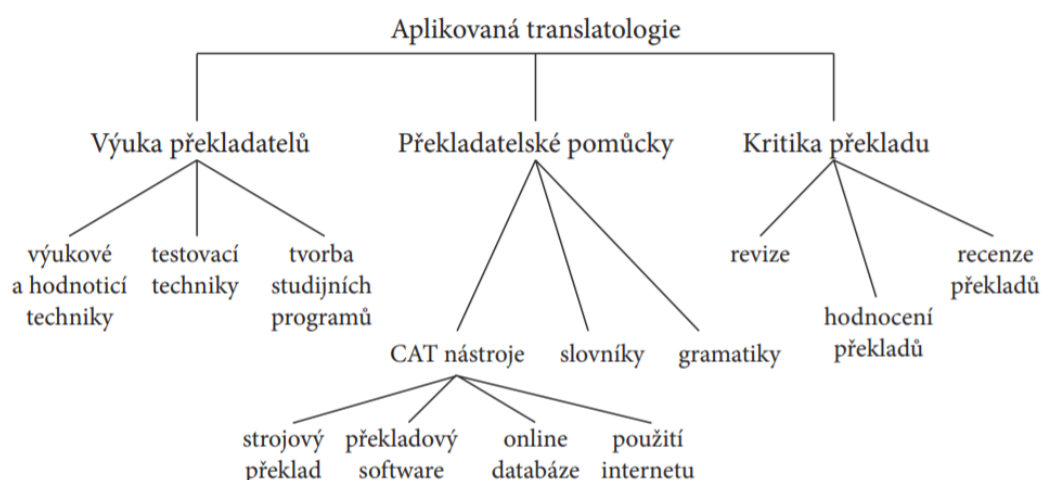 Aplikovaná translatologie
Výuka překladatelů
Překladatelské pomůcky
Kritika překladu
výukové
a hodnoticí
techniky
testovací
techniky
tvorba
studijních
programů
CAT nástroje
slovníky
gramatiky
strojový
překlad
překladový
software
online
databáze
použití
internetu
revize
hodnocení
překladů
recenze
překladů